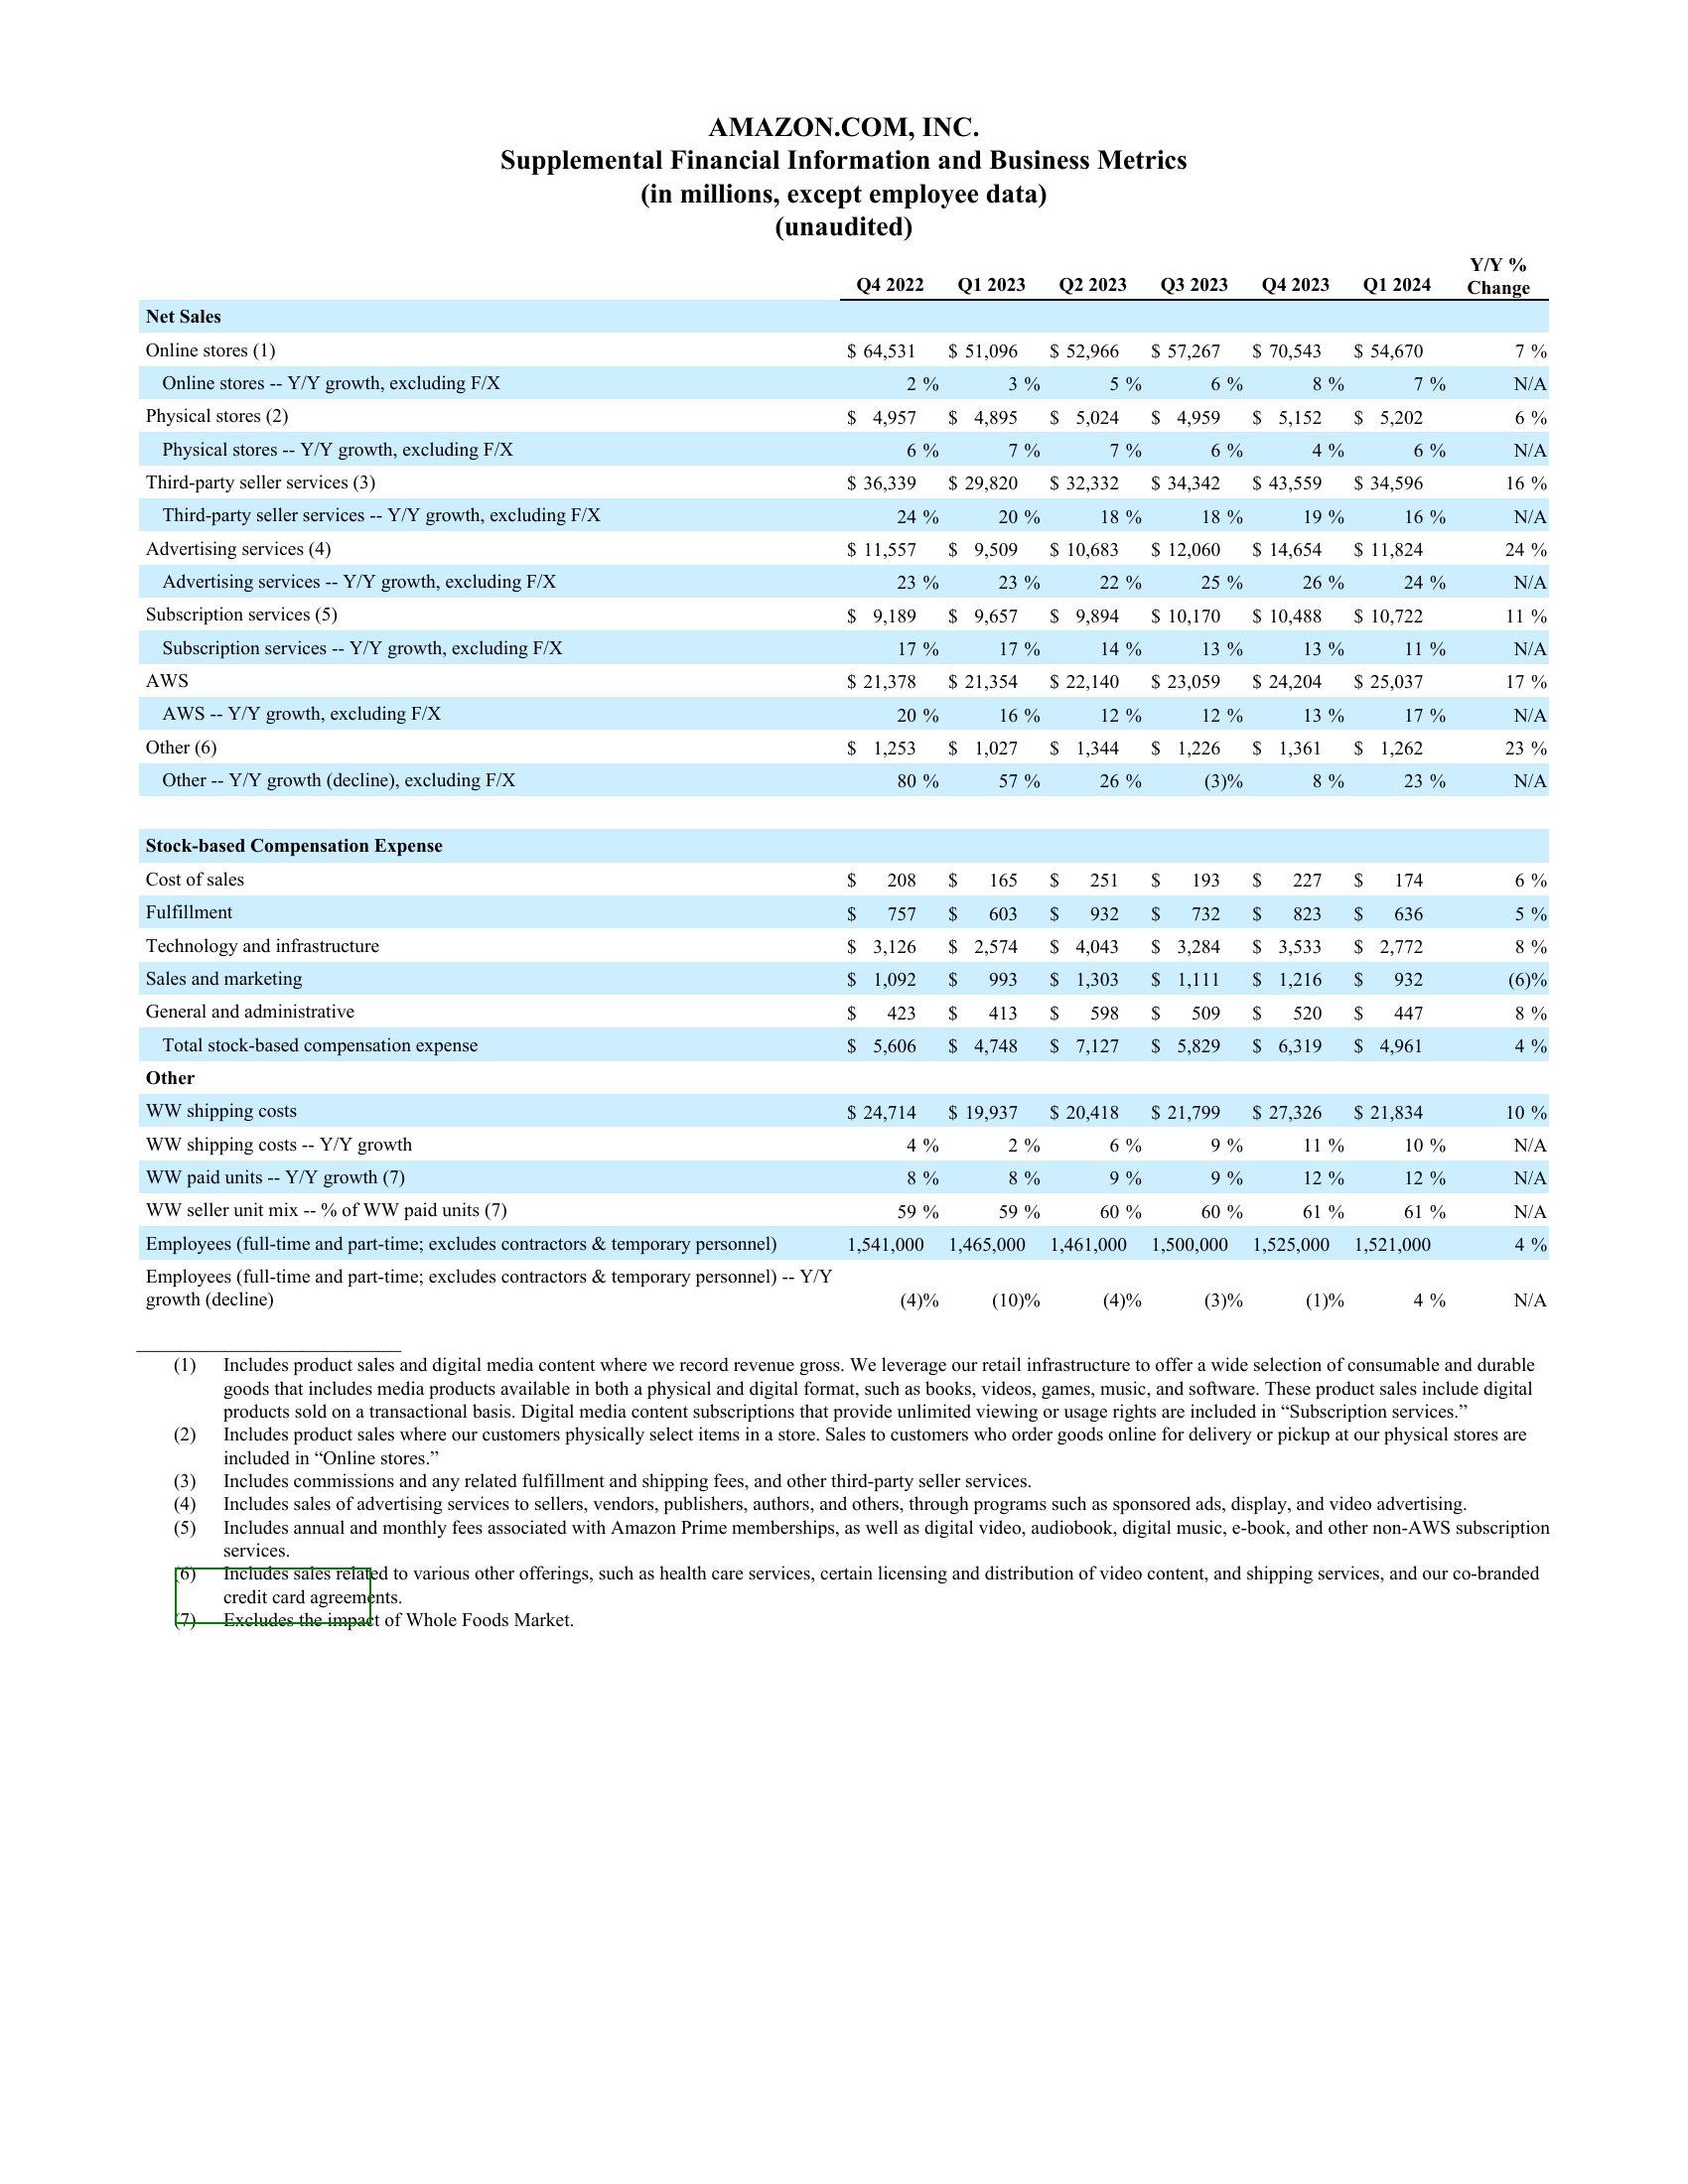 AMAZON.COM, INC.
Supplemental Financial Information and Business Metrics
(in millions, except employee data)
(unaudited)
Q4 2022 Q1 2023 Q2 2023 Q3 2023 Q4 2023 Q1 2024 Y/Y % Change
Net Sales
Online stores (1) $ 64,531 $ 51,096 $ 52,966 $ 57,267 $ 70,543 $ 54,670 7 %
Online stores -- Y/Y growth, excluding F/X 2 % 3 % 5 % 6 % 8 % 7 % N/A
Physical stores (2) $ 4,957 $ 4,895 $ 5,024 $ 4,959 $ 5,152 $ 5,202 6 %
Physical stores -- Y/Y growth, excluding F/X 6 % 7 % 7 % 6 % 4 % 6 % N/A
Third-party seller services (3) $ 36,339 $ 29,820 $ 32,332 $ 34,342 $ 43,559 $ 34,596 16 %
Third-party seller services -- Y/Y growth, excluding F/X 24 % 20 % 18 % 18 % 19 % 16 % N/A
Advertising services (4) $ 11,557 $ 9,509 $ 10,683 $ 12,060 $ 14,654 $ 11,824 24 %
Advertising services -- Y/Y growth, excluding F/X 23 % 23 % 22 % 25 % 26 % 24 % N/A
Subscription services (5) $ 9,189 $ 9,657 $ 9,894 $ 10,170 $ 10,488 $ 10,722 11 %
Subscription services -- Y/Y growth, excluding F/X 17 % 17 % 14 % 13 % 13 % 11 % N/A
AWS $ 21,378 $ 21,354 $ 22,140 $ 23,059 $ 24,204 $ 25,037 17 %
AWS -- Y/Y growth, excluding F/X 20 % 16 % 12 % 12 % 13 % 17 % N/A
Other (6) $ 1,253 $ 1,027 $ 1,344 $ 1,226 $ 1,361 $ 1,262 23 %
Other -- Y/Y growth (decline), excluding F/X 80 % 57 % 26 % (3)% 8 % 23 % N/A
Stock-based Compensation Expense
Cost of sales $ 208 $ 165 $ 251 $ 193 $ 227 $ 174 6 %
Fulfillment $ 757 $ 603 $ 932 $ 732 $ 823 $ 636 5 %
Technology and infrastructure $ 3,126 $ 2,574 $ 4,043 $ 3,284 $ 3,533 $ 2,772 8 %
Sales and marketing $ 1,092 $ 993 $ 1,303 $ 1,111 $ 1,216 $ 932 (6)%
General and administrative $ 423 $ 413 $ 598 $ 509 $ 520 $ 447 8 %
Total stock-based compensation expense $ 5,606 $ 4,748 $ 7,127 $ 5,829 $ 6,319 $ 4,961 4 %
Other
WW shipping costs $ 24,714 $ 19,937 $ 20,418 $ 21,799 $ 27,326 $ 21,834 10 %
WW shipping costs -- Y/Y growth 4 % 2 % 6 % 9 % 11 % 10 % N/A
WW paid units -- Y/Y growth (7) 8 % 8 % 9 % 9 % 12 % 12 % N/A
WW seller unit mix -- % of WW paid units (7) 59 % 59 % 60 % 60 % 61 % 61 % N/A
Employees (full-time and part-time; excludes contractors & temporary personnel) 1,541,000 1,465,000 1,461,000 1,500,000 1,525,000 1,521,000 4 %
Employees (full-time and part-time; excludes contractors & temporary personnel) -- Y/Y
growth (decline) (4)% (10)% (4)% (3)% (1)% 4 % N/A
(1) Includes product sales and digital media content where we record revenue gross. We leverage our retail infrastructure to offer a wide selection of consumable and durable
goods that includes media products available in both a physical and digital format, such as books, videos, games, music, and software. These product sales include digital
products sold on a transactional basis. Digital media content subscriptions that provide unlimited viewing or usage rights are included in “Subscription services.”
(2) Includes product sales where our customers physically select items in a store. Sales to customers who order goods online for delivery or pickup at our physical stores are
included in “Online stores.”
(3) Includes commissions and any related fulfillment and shipping fees, and other third-party seller services.
(4) Includes sales of advertising services to sellers, vendors, publishers, authors, and others, through programs such as sponsored ads, display, and video advertising.
(5) Includes annual and monthly fees associated with Amazon Prime memberships, as well as digital video, audiobook, digital music, e-book, and other non-AWS subscription
services.
(6) Includes sales related to various other offerings, such as health care services, certain licensing and distribution of video content, and shipping services, and our co-branded
credit card agreements.
(7) Excludes the impact of Whole Foods Market.